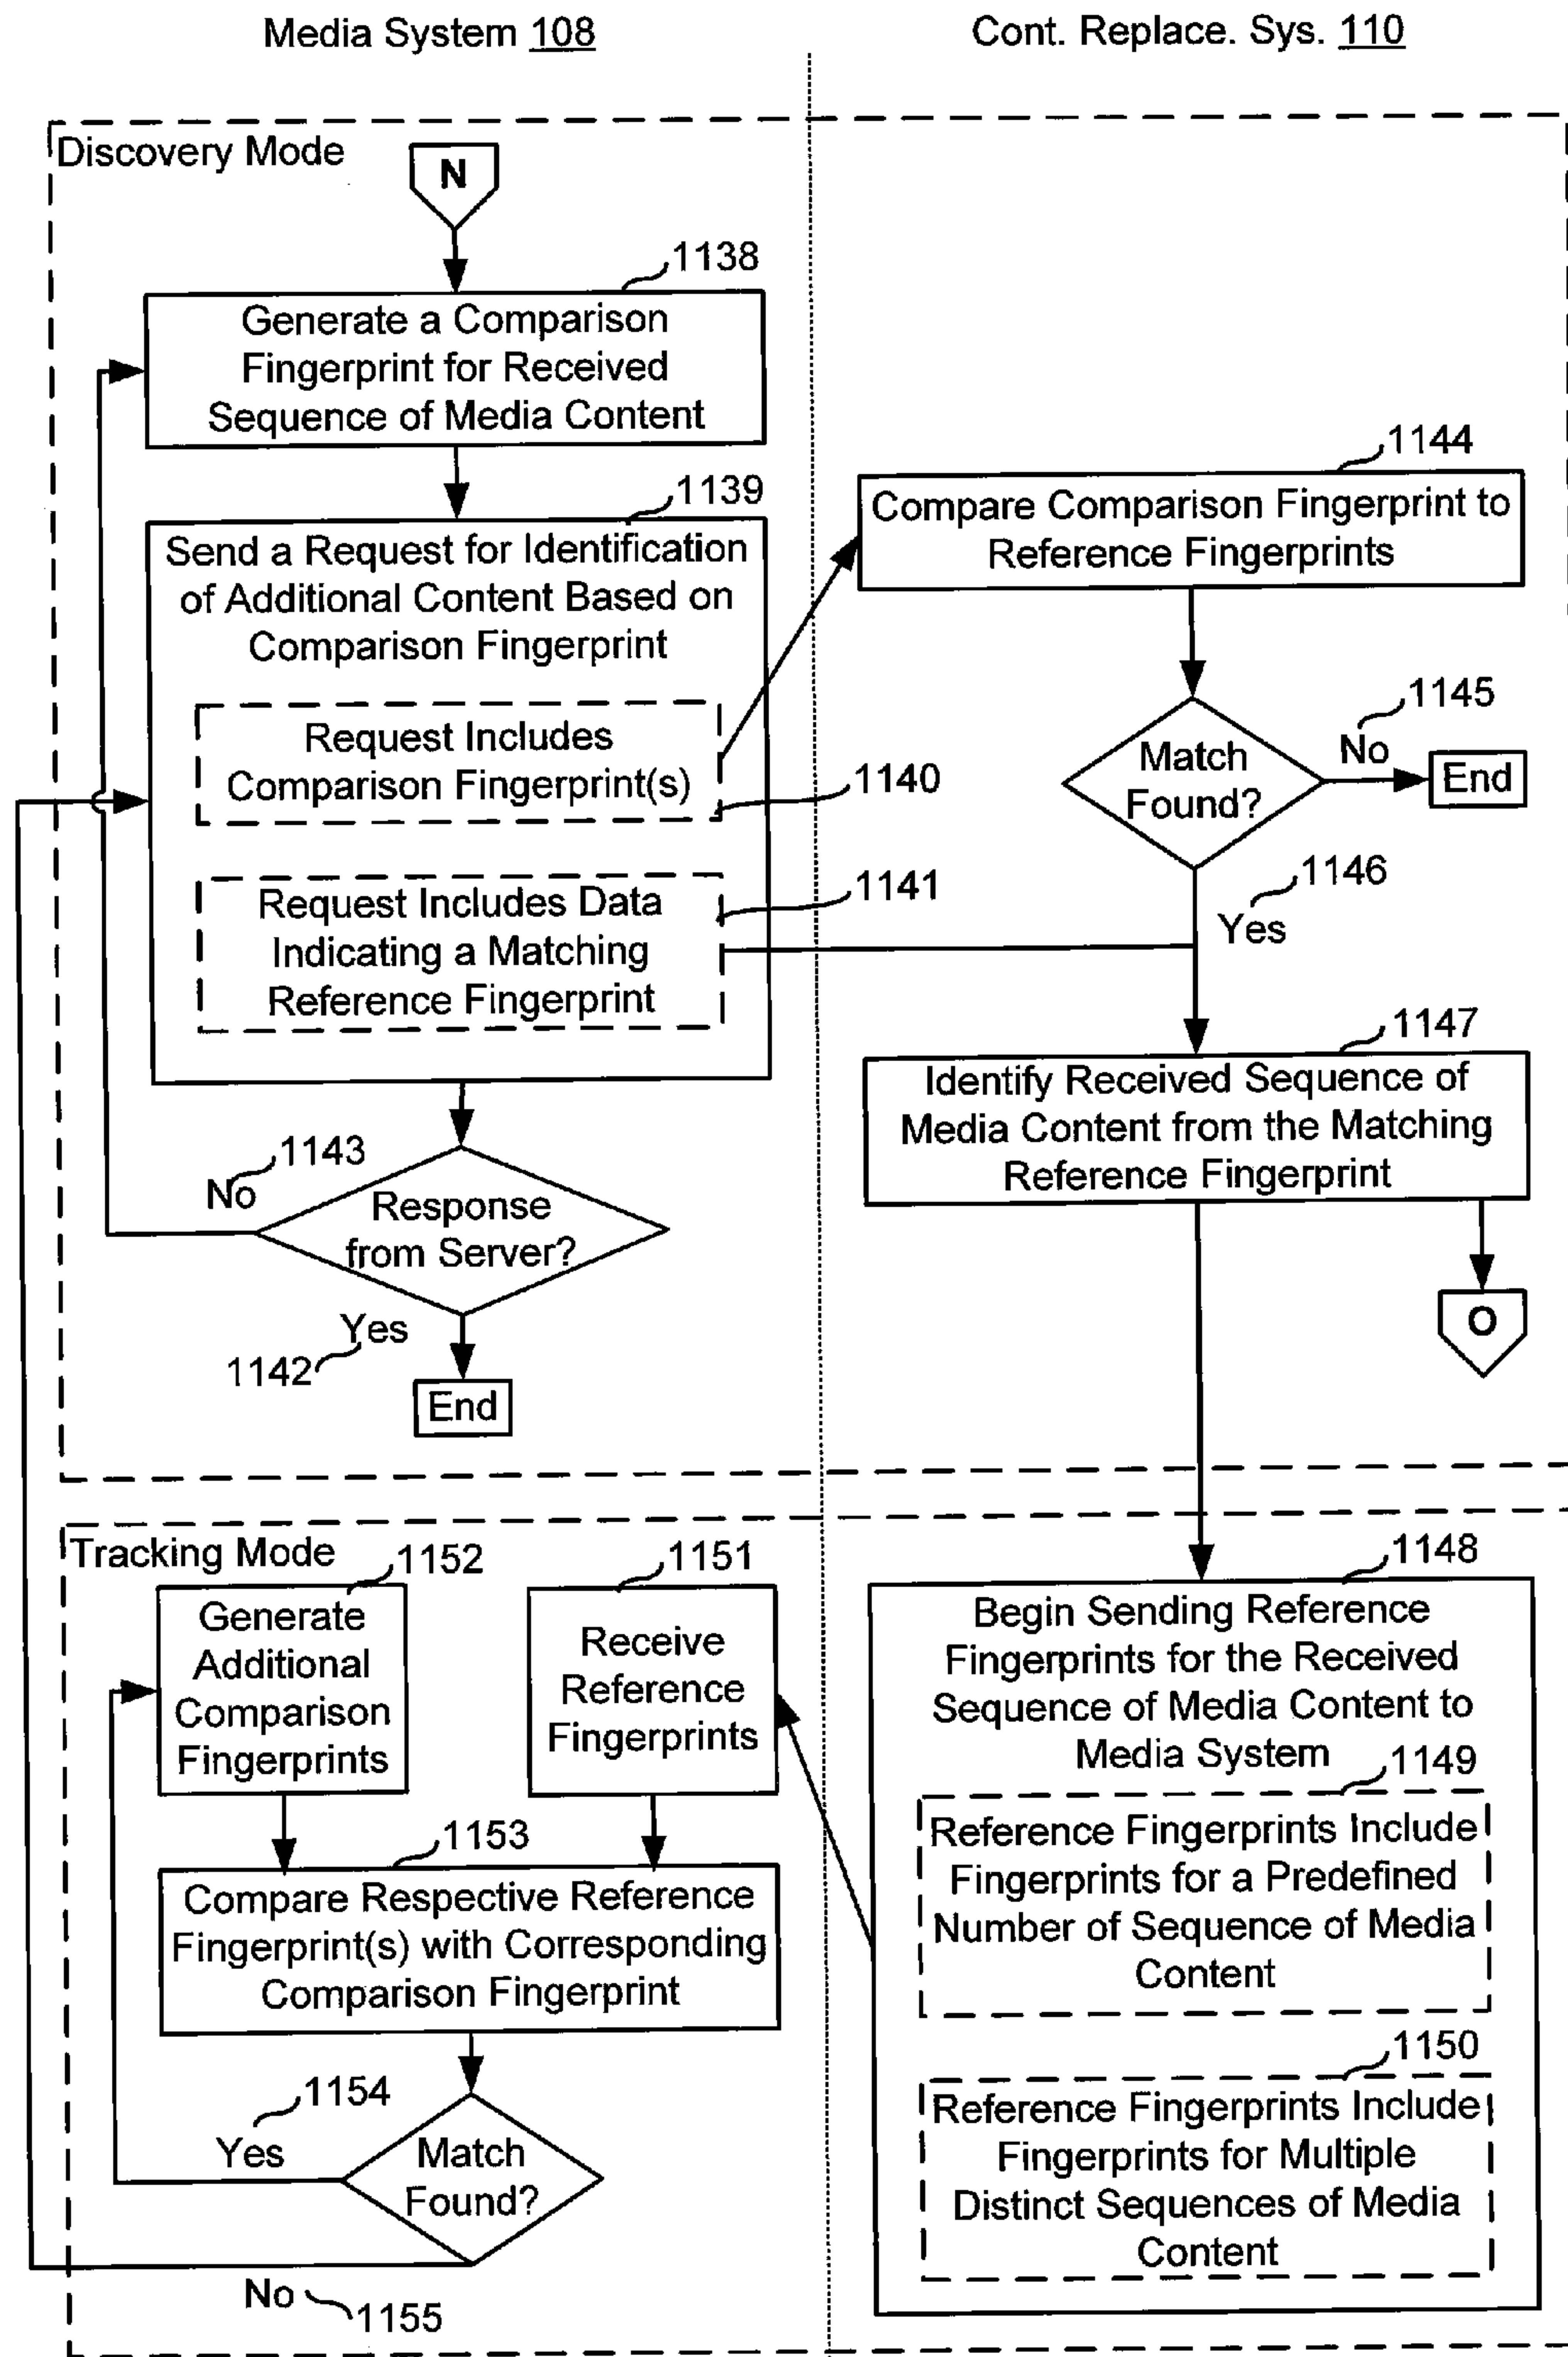 Media System 108
Cont. Replace. Sys. 110
Discovery Mode
N
1138
Generate a Comparison
Fingerprint for Received
Sequence of Media Content
1139
Send a Request for Identification
of Additional Content Based on
Comparison Fingerprint
Request Includes
Comparison Fingerprint(s)
1140
Request Includes Data
Indicating a Matching
Reference Fingerprint
1141
1143
No
Response
from Server?
Yes
1142
End
1144
Compare Comparison Fingerprint to
Reference Fingerprints
Match
Found?
1145
No
End
1146
Yes
1147
Identify Received Sequence of
Media Content from the Matching
Reference Fingerprint
O
Tracking Mode
1152
Generate
Additional
Comparison
Fingerprints
1151
Receive
Reference
Fingerprints
1153
Compare Respective Reference
Fingerprint(s) with Corresponding
Comparison Fingerprint
1154
Yes
Match
Found?
No
1155
1148
Begin Sending Reference
Fingerprints for the Received
Sequence of Media Content to
Media System
1149
Reference Fingerprints Include
Fingerprints for a Predefined
Number of Sequence of Media
Content
1150
Reference Fingerprints Include
Fingerprints for Multiple
Distinct Sequences of Media
Content